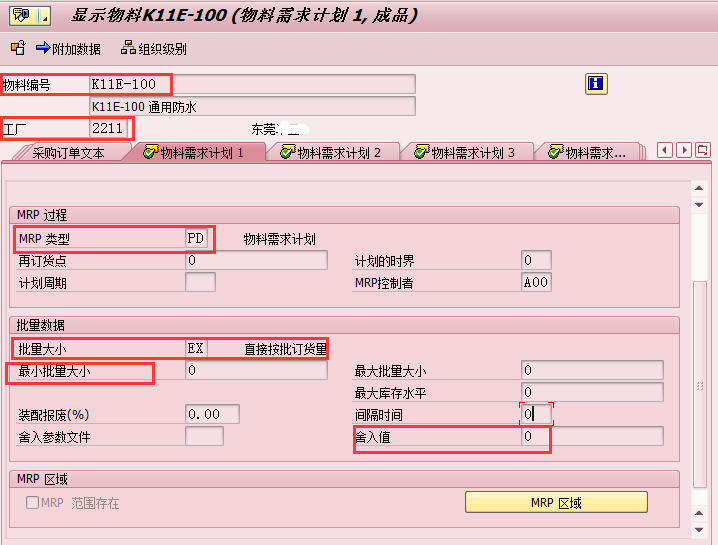 显示物料K11E-100 (物料需求计划 1, 成品)
附加数据 组织级别
物料编号 K11E-100
K11E-100 通用防水
工厂 2211 东莞
采购订单文本 物料需求计划 1 物料需求计划 2 物料需求计划 3 物料需求...
MRP 过程
MRP 类型 PD 物料需求计划
再订货点 0 计划的时界 0
计划周期 MRP控制者 A00
批量数据
批量大小 EX 直接按批订货量
最小批量大小 0 最大批量大小 0
最大库存水平 0
装配报废(%) 0.00 间隔时间 0
舍入参数文件 舍入值 0
MRP 区域
MRP 范围存在 MRP 区域